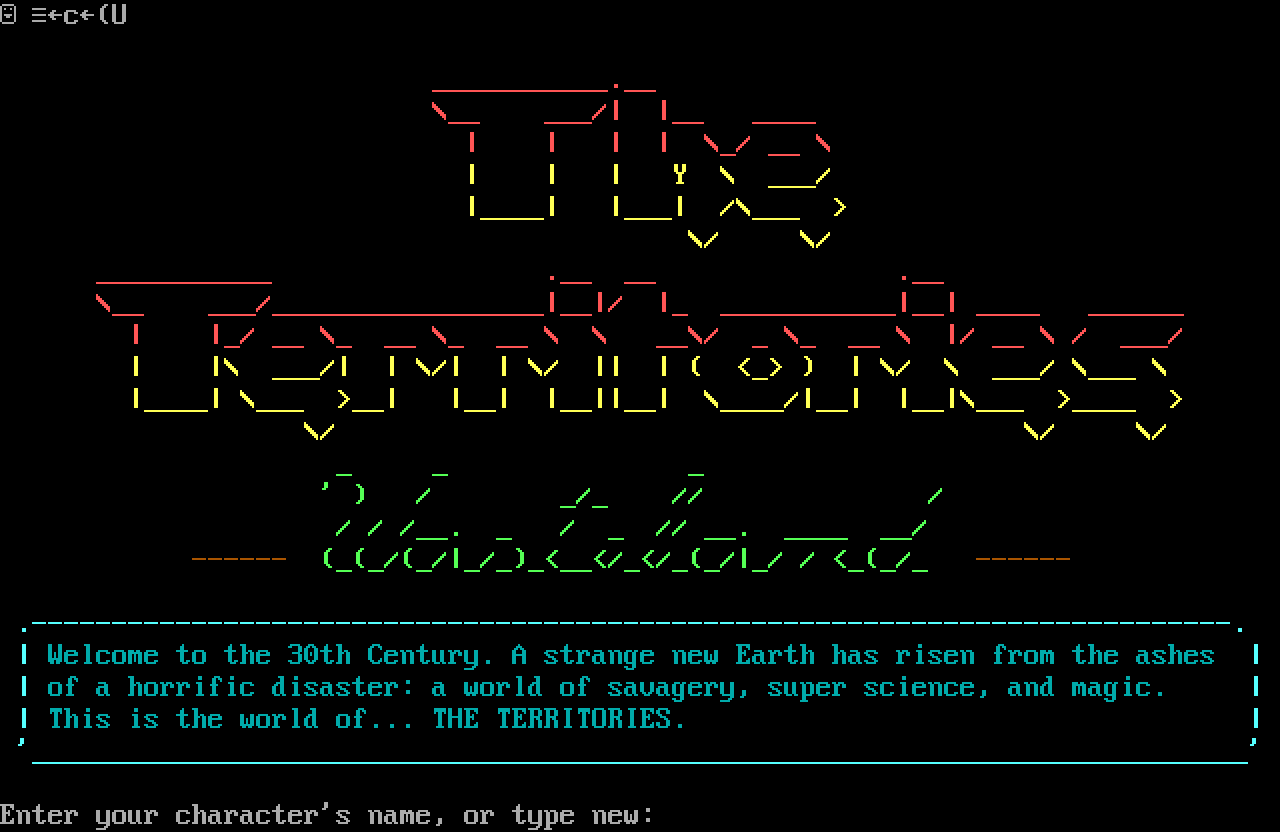 ☺ ≡←c←(U
The
Territories
------ Wasteland ------
Welcome to the 30th Century. A strange new Earth has risen from the ashes
of a horrific disaster: a world of savagery, super science, and magic.
This is the world of... THE TERRITORIES.
Enter your character's name, or type new: